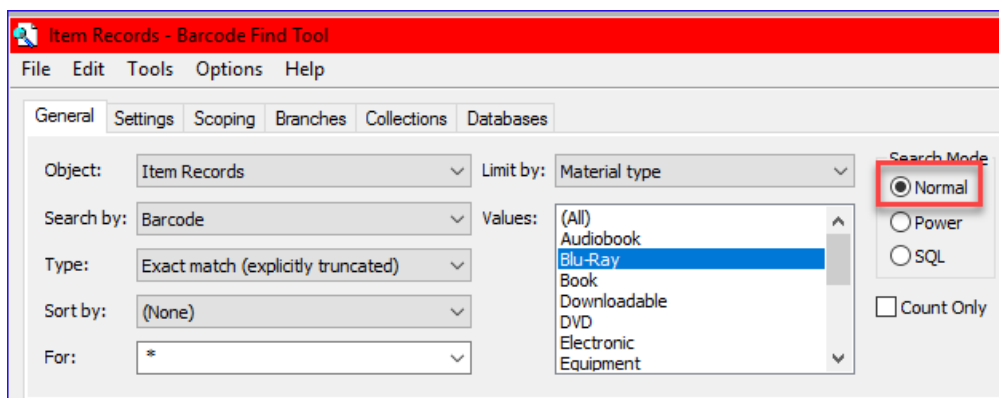 Item Records - Barcode Find Tool
File Edit Tools Options Help
General Settings Scoping Branches Collections Databases
Object: Item Records Limit by: Material type Search Mode
Normal
Search by: Barcode Values: (All)
Audiobook
Power
Blu-Ray
Type: Exact match (explicitly truncated)
SQL
Book
Downloadable
Sort by: (None) Count Only
DVD
Electronic
For: *
Equipment